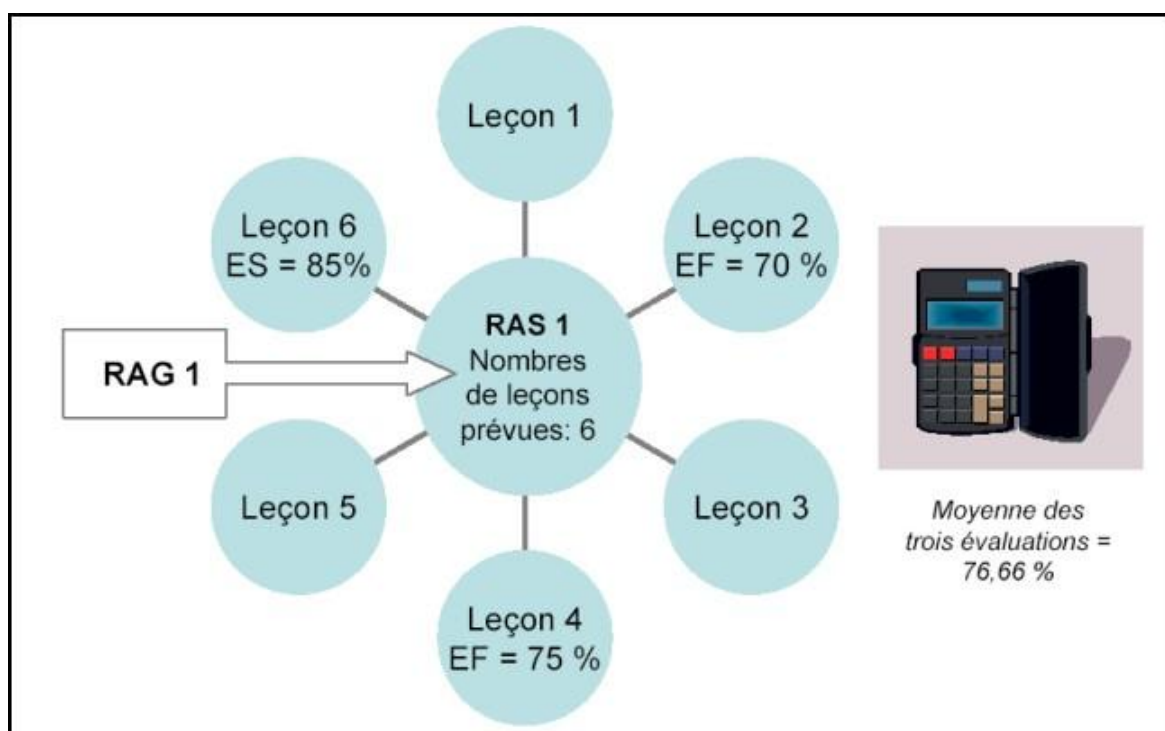 Leçon 1
Leçon 6
ES = 85%
Leçon 2
EF = 70 %
RAG 1
RAS 1
Nombres
de leçons
prévues: 6
Leçon 5
Leçon 3
Leçon 4
EF = 75 %
Moyenne des
trois évaluations =
76,66 %